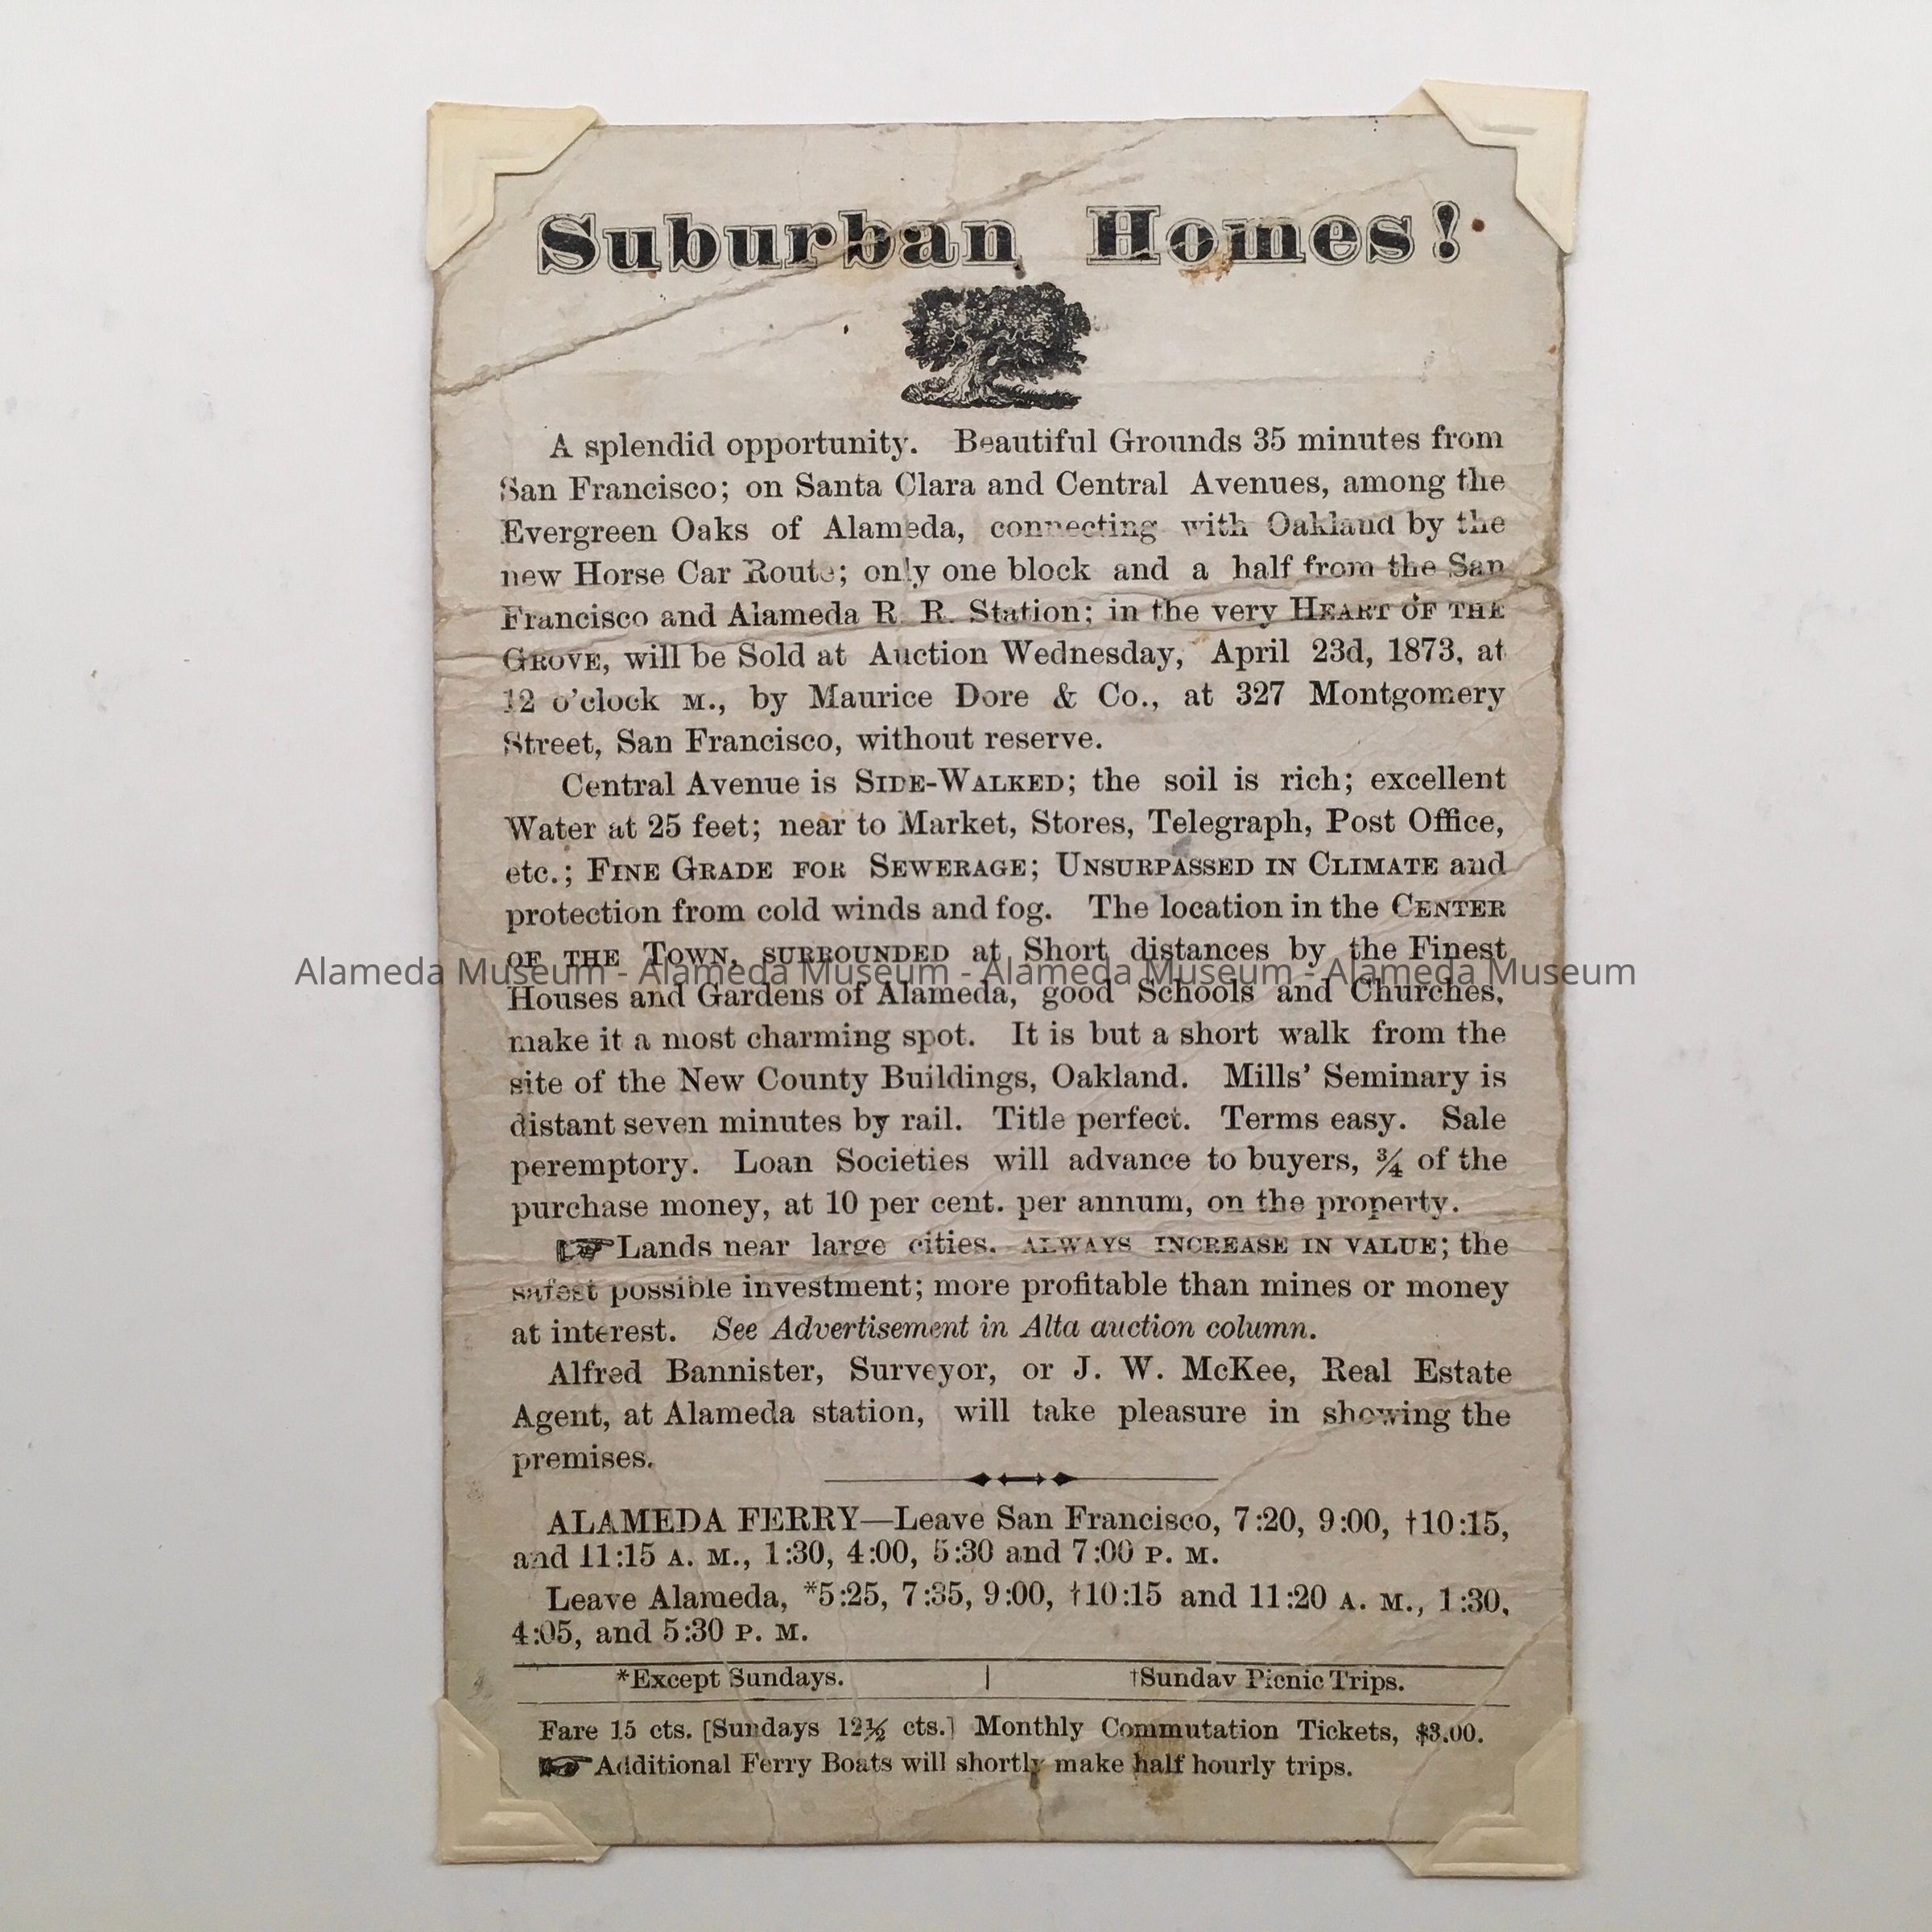 Suburban Homes!
A splendid opportunity. Beautiful Grounds 35 minutes from
San Francisco; on Santa Clara and Central Avenues, among the
Evergreen Oaks of Alameda, connecting with Oakland by the
new Horse Car Route; only one block and a half from the San
Francisco and Alameda R. R. Station; in the very HEART OF THE
GROVE, will be Sold at Auction Wednesday, April 23d, 1873, at
12 o'clock M., by Maurice Dore & Co., at 327 Montgomery
Street, San Francisco, without reserve.
Central Avenue is SIDE-WALKED; the soil is rich; excellent
Water at 25 feet; near to Market, Stores, Telegraph, Post Office,
etc.; FINE GRADE FOR SEWERAGE; UNSURPASSED IN CLIMATE and
protection from cold winds and fog. The location in the CENTER
OF THE TOWN, SURROUNDED at Short distances by the Finest
Alameda Museum - Alameda Museum - Alameda Museum - Alameda Museum
Houses and Gardens of Alameda, good Schools and Churches,
make it a most charming spot. It is but a short walk from the
site of the New County Buildings, Oakland. Mills' Seminary is
distant seven minutes by rail. Title perfect. Terms easy. Sale
peremptory. Loan Societies will advance to buyers, ¾ of the
purchase money, at 10 per cent. per annum, on the property.
☞Lands near large cities. ALWAYS INCREASE IN VALUE; the
safest possible investment; more profitable than mines or money
at interest. See Advertisement in Alta auction column.
Alfred Bannister, Surveyor, or J. W. McKee, Real Estate
Agent, at Alameda station, will take pleasure in showing the
premises.
ALAMEDA FERRY—Leave San Francisco, 7:20, 9:00, †10:15,
and 11:15 A. M., 1:30, 4:00, 5:30 and 7:00 P. M.
Leave Alameda, *5:25, 7:35, 9:00, †10:15 and 11:20 A. M., 1:30,
4:05, and 5:30 P. M.
*Except Sundays. | †Sunday Picnic Trips.
Fare 15 cts. [Sundays 12½ cts.] Monthly Commutation Tickets, $3.00.
☞Additional Ferry Boats will shortly make half hourly trips.